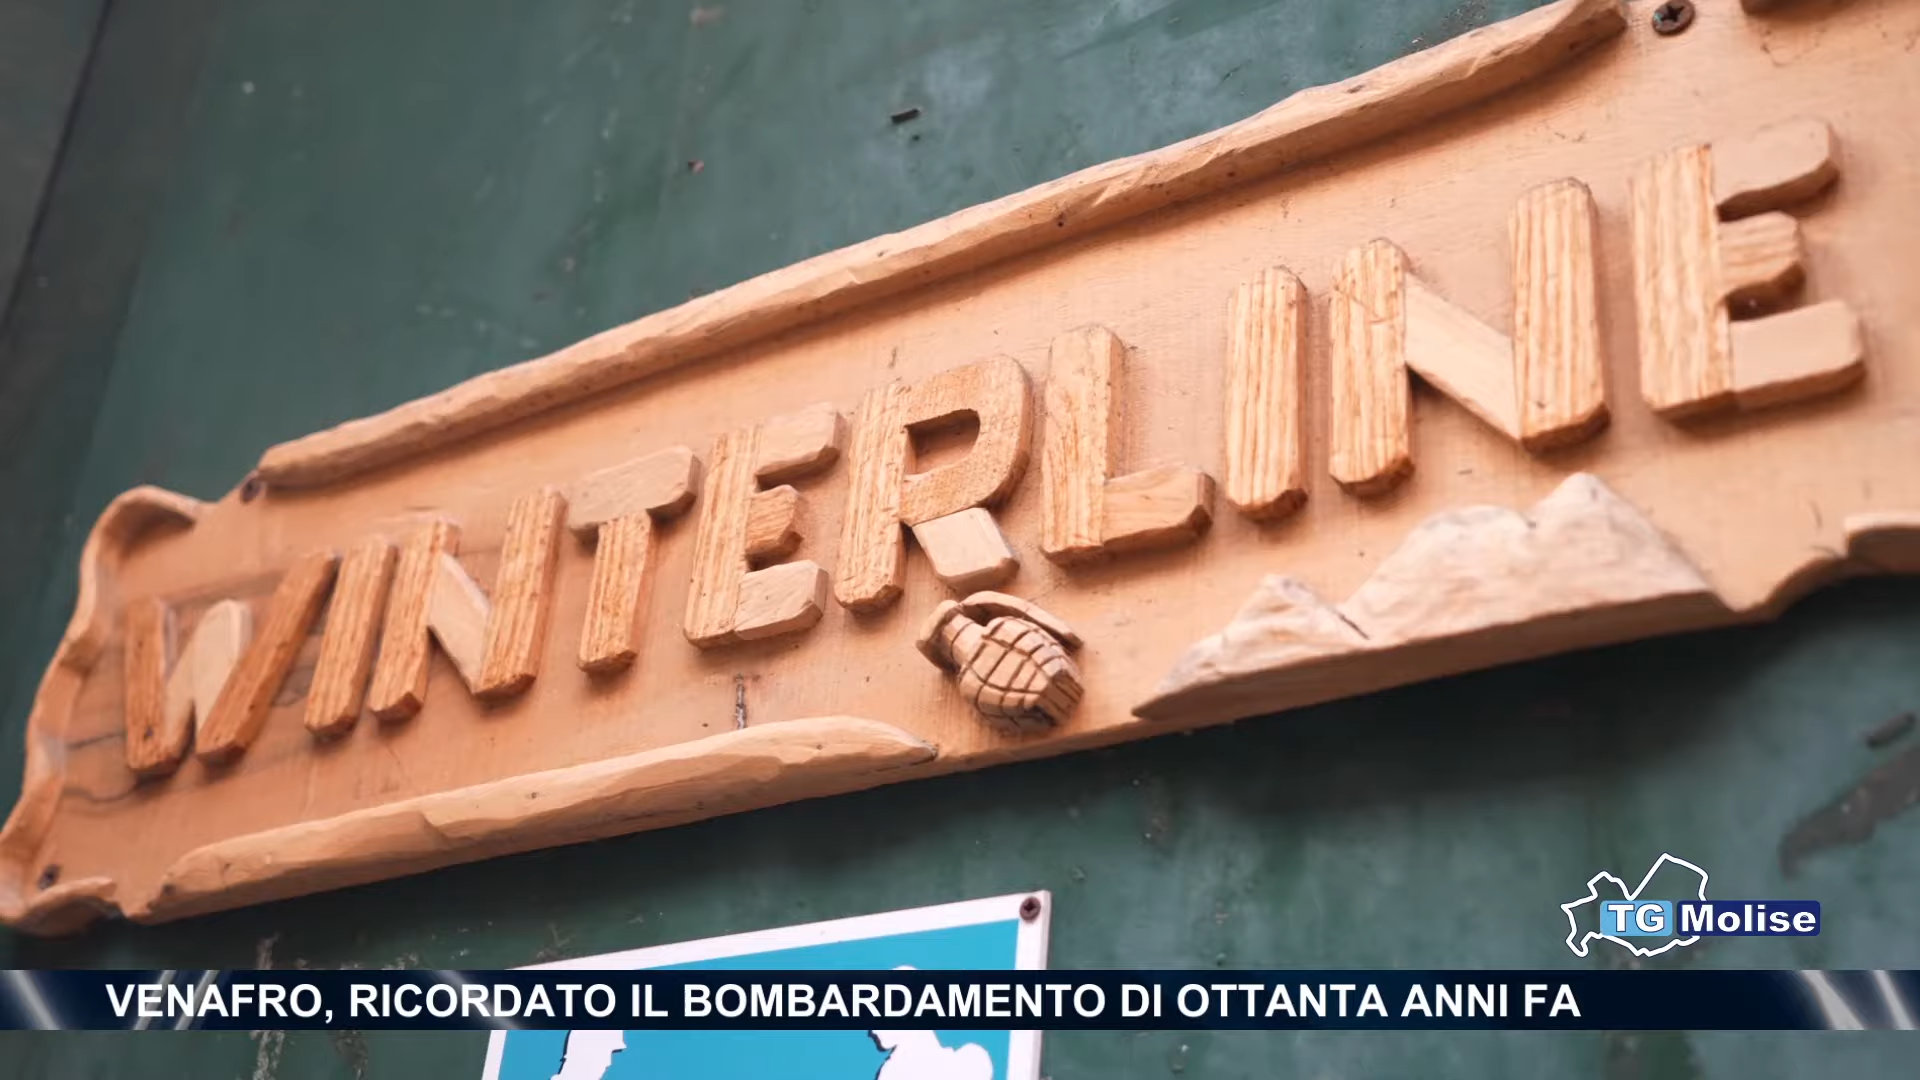 WINTERLINE
TG Molise
VENAFRO, RICORDATO IL BOMBARDAMENTO DI OTTANTA ANNI FA